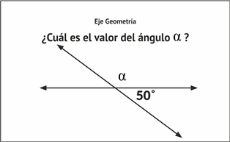 Eje Geometría
¿Cuál es el valor del ángulo α ?
α
50°